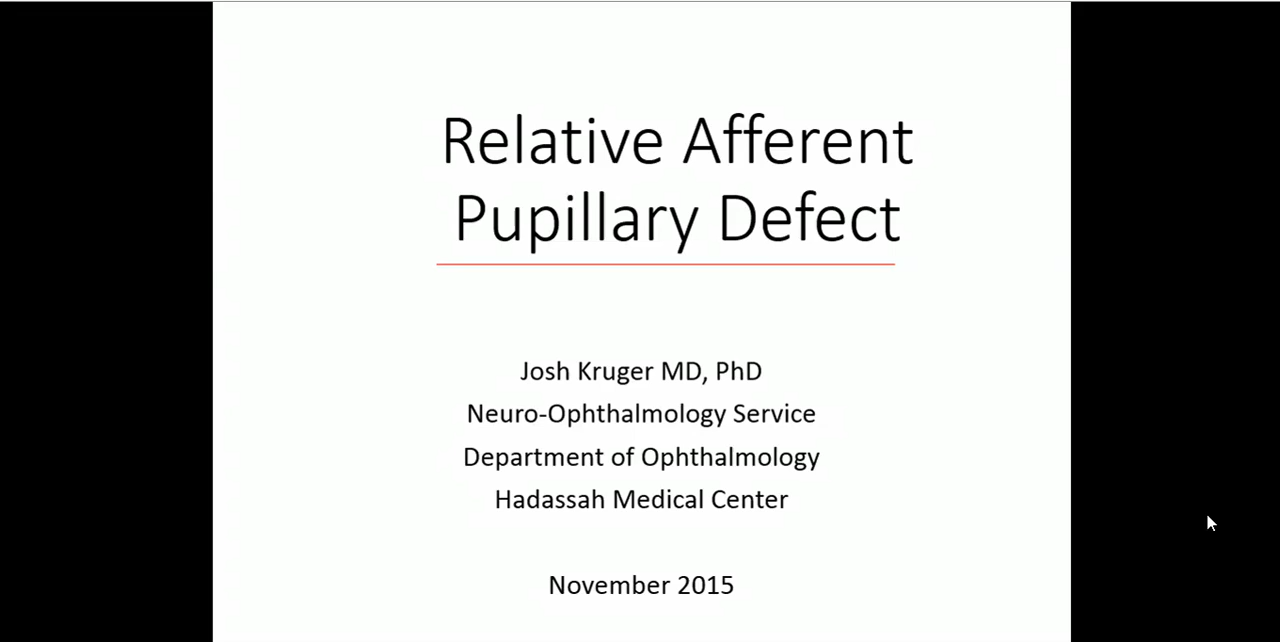 Relative Afferent
Pupillary Defect
Josh Kruger MD, PhD
Neuro-Ophthalmology Service
Department of Ophthalmology
Hadassah Medical Center
November 2015